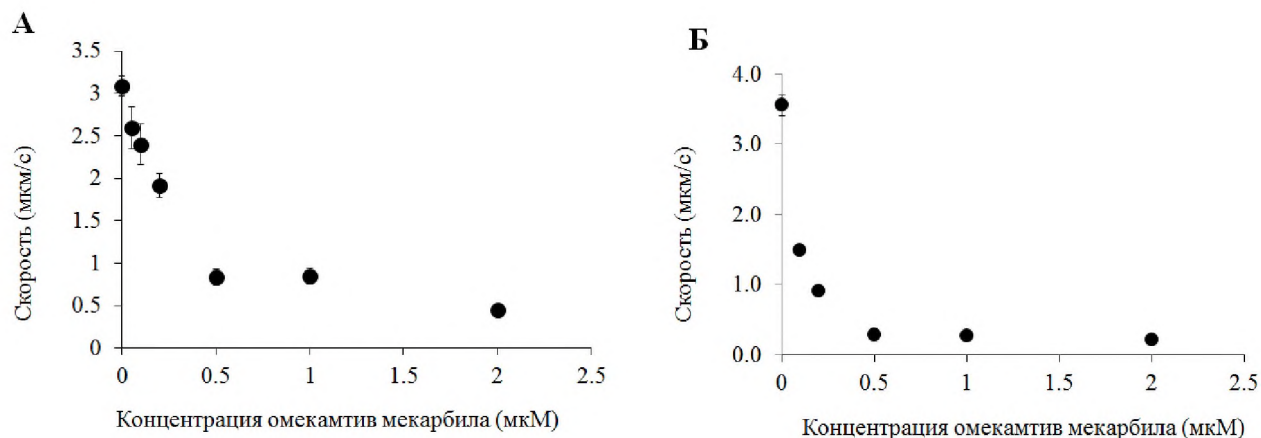 А
3.5
3
2.5
2
1.5
1
0.5
0
Скорость (мкм/с)
0 0.5 1 1.5 2 2.5
Концентрация омекамтив мекарбила (мкМ)
Б
4.0
3.0
2.0
1.0
0.0
Скорость (мкм/с)
0 0.5 1 1.5 2 2.5
Концентрация омекамтив мекарбила (мкМ)